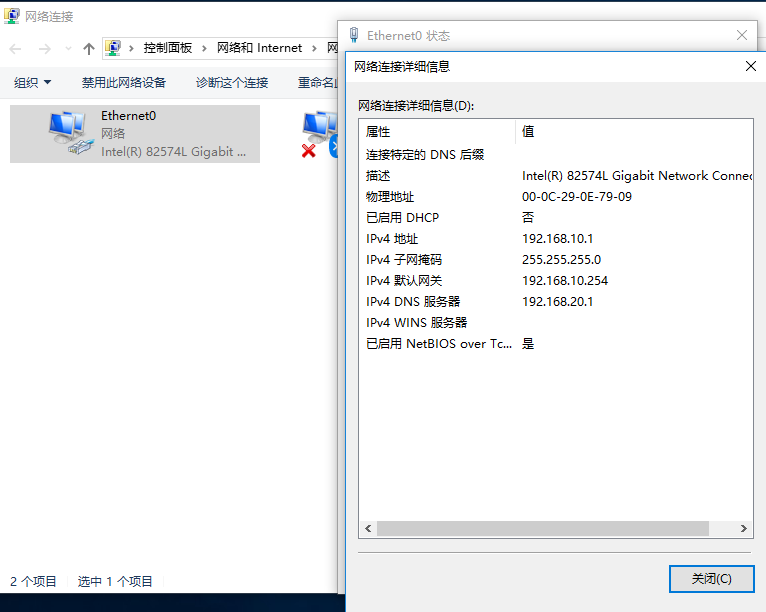 网络连接
控制面板 › 网络和 Internet › 网
组织 禁用此网络设备 诊断这个连接 重命名
Ethernet0
网络
Intel(R) 82574L Gigabit ...
2 个项目 选中 1 个项目
Ethernet0 状态
网络连接详细信息
网络连接详细信息(D):
属性 值
连接特定的 DNS 后缀
描述 Intel(R) 82574L Gigabit Network Connec
物理地址 00-0C-29-0E-79-09
已启用 DHCP 否
IPv4 地址 192.168.10.1
IPv4 子网掩码 255.255.255.0
IPv4 默认网关 192.168.10.254
IPv4 DNS 服务器 192.168.20.1
IPv4 WINS 服务器
已启用 NetBIOS over Tc... 是
关闭(C)